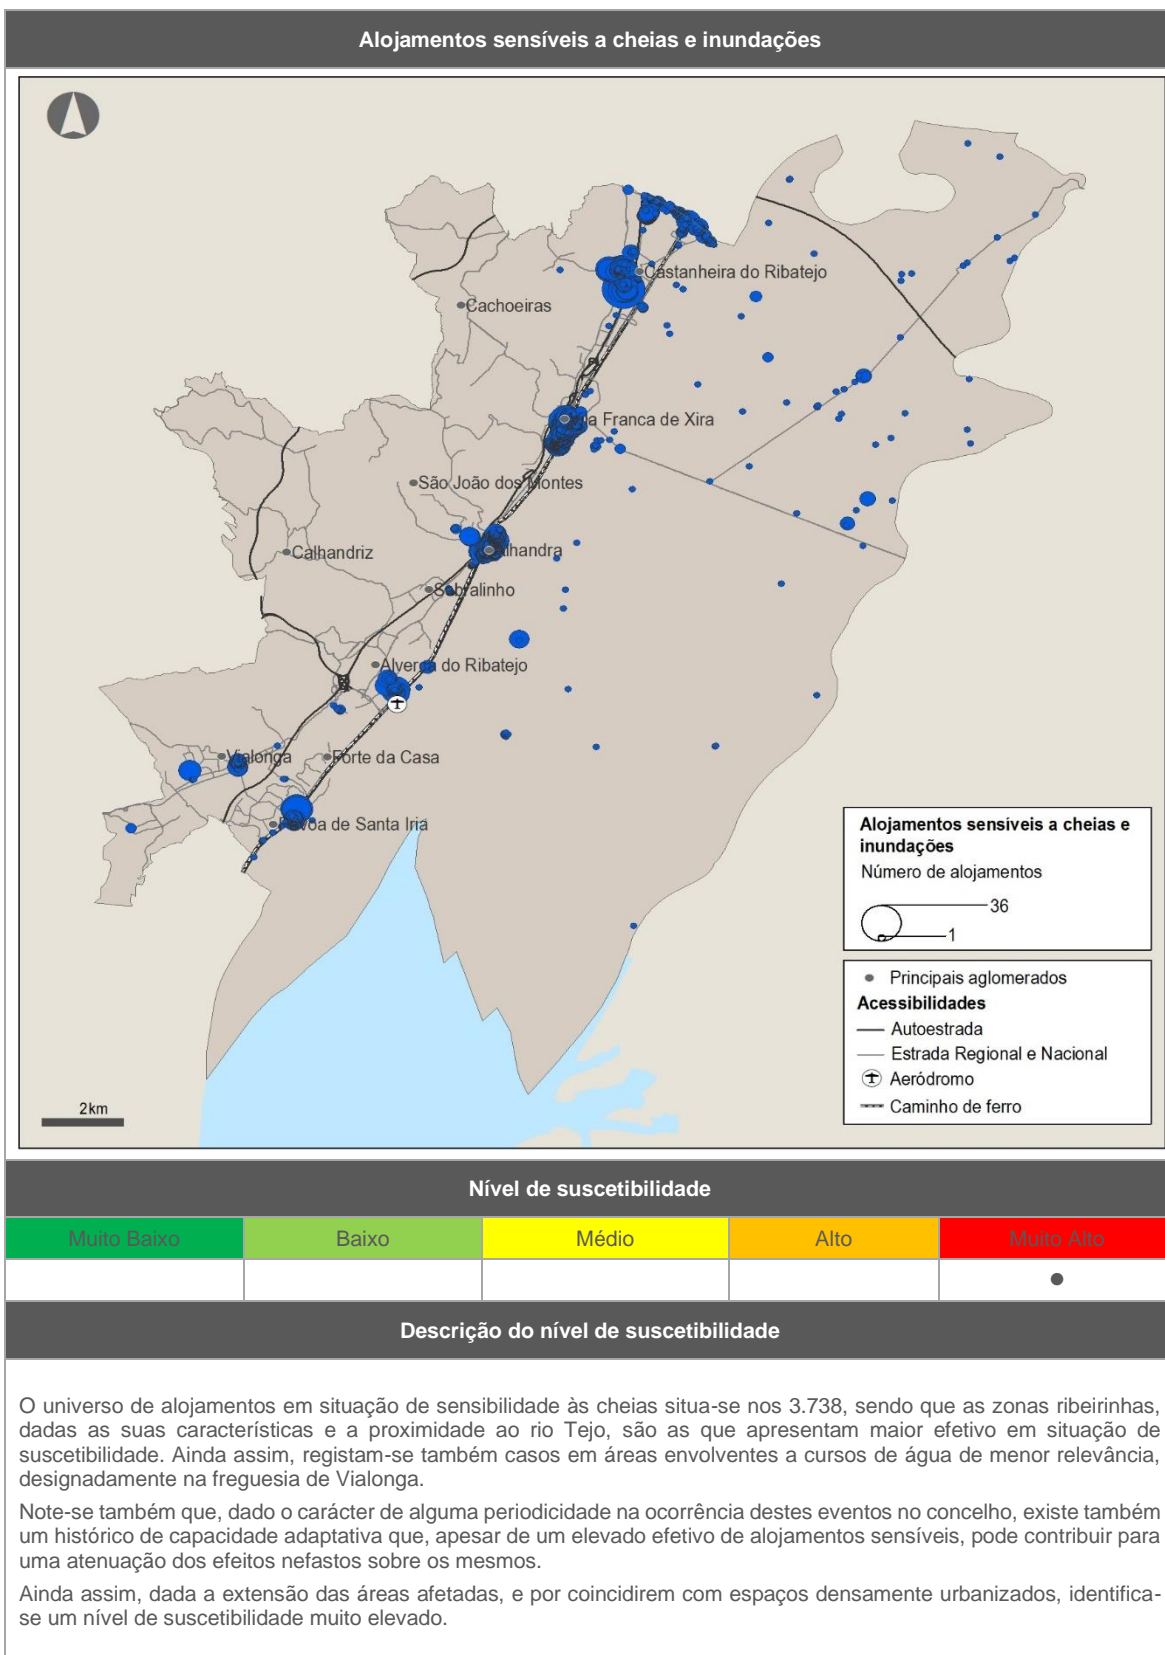 Alojamentos sensíveis a cheias e inundações
Castanheira do Ribatejo
Cachoeiras
Franca de Xira
São João dos Montes
Alhandra
Calhandriz
Sobralinho
Alverca do Ribatejo
Vialonga
Forte da Casa
Póvoa de Santa Iria
Alojamentos sensíveis a cheias e
inundações
Número de alojamentos
36
1
Principais aglomerados
Acessibilidades
Autoestrada
Estrada Regional e Nacional
Aeródromo
Caminho de ferro
2km
Nível de suscetibilidade
Muito Baixo Baixo Médio Alto Muito Alto
Descrição do nível de suscetibilidade
O universo de alojamentos em situação de sensibilidade às cheias situa-se nos 3.738, sendo que as zonas ribeirinhas,
dadas as suas características e a proximidade ao rio Tejo, são as que apresentam maior efetivo em situação de
suscetibilidade. Ainda assim, registam-se também casos em áreas envolventes a cursos de água de menor relevância,
designadamente na freguesia de Vialonga.
Note-se também que, dado o carácter de alguma periodicidade na ocorrência destes eventos no concelho, existe também
um histórico de capacidade adaptativa que, apesar de um elevado efetivo de alojamentos sensíveis, pode contribuir para
uma atenuação dos efeitos nefastos sobre os mesmos.
Ainda assim, dada a extensão das áreas afetadas, e por coincidirem com espaços densamente urbanizados, identifica-
se um nível de suscetibilidade muito elevado.